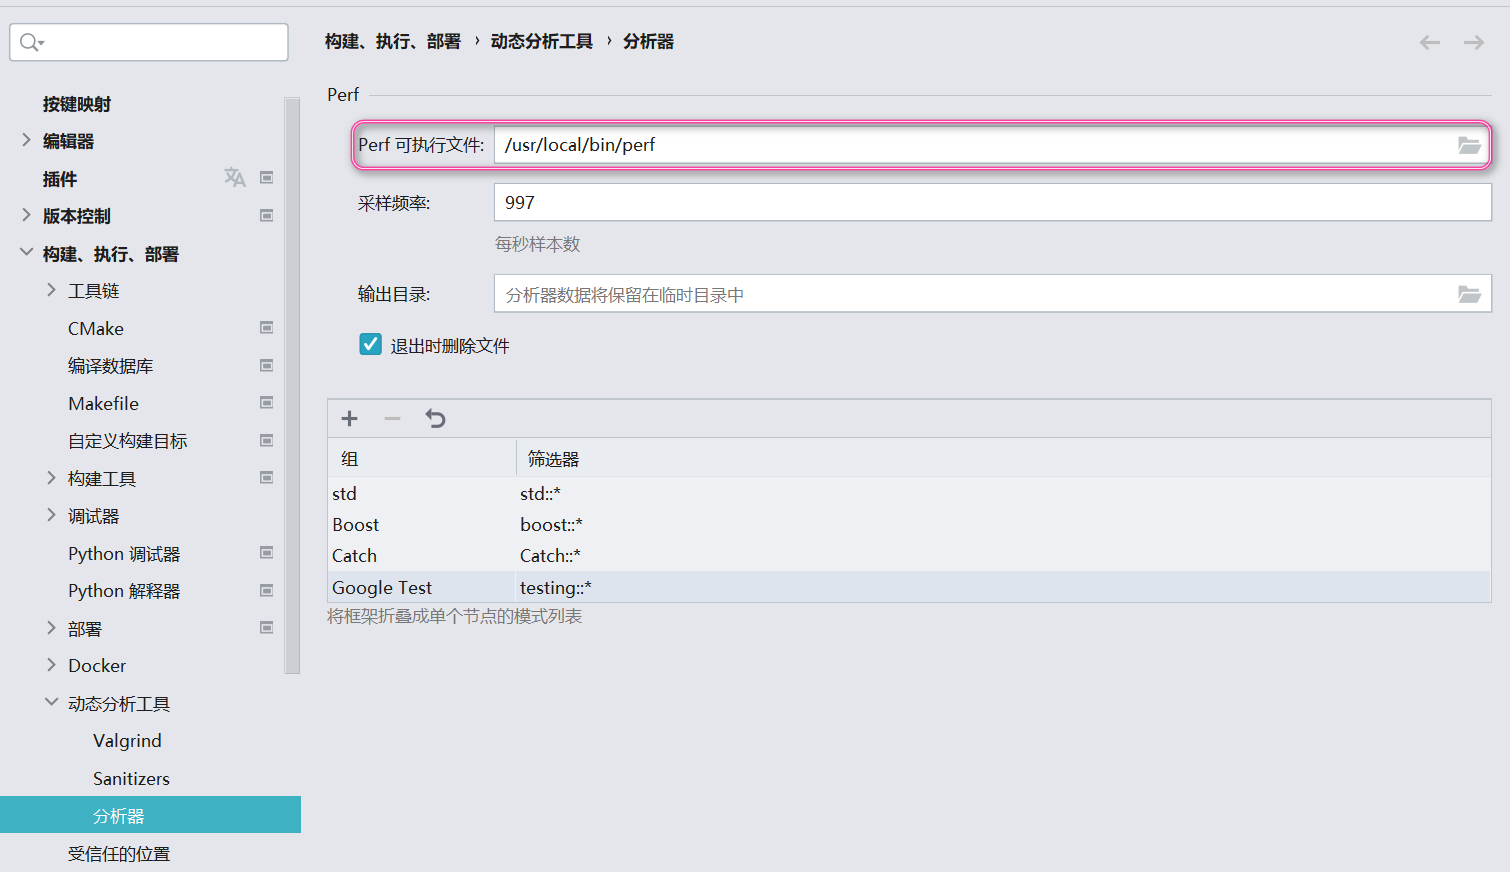 按键映射
编辑器
插件
版本控制
构建、执行、部署
工具链
CMake
编译数据库
Makefile
自定义构建目标
构建工具
调试器
Python 调试器
Python 解释器
部署
Docker
动态分析工具
Valgrind
Sanitizers
分析器
受信任的位置
构建、执行、部署 › 动态分析工具 › 分析器
Perf
Perf 可执行文件: /usr/local/bin/perf
采样频率: 997
每秒样本数
输出目录: 分析器数据将保留在临时目录中
退出时删除文件
组 筛选器
std std::*
Boost boost::*
Catch Catch::*
Google Test testing::*
将框架折叠成单个节点的模式列表